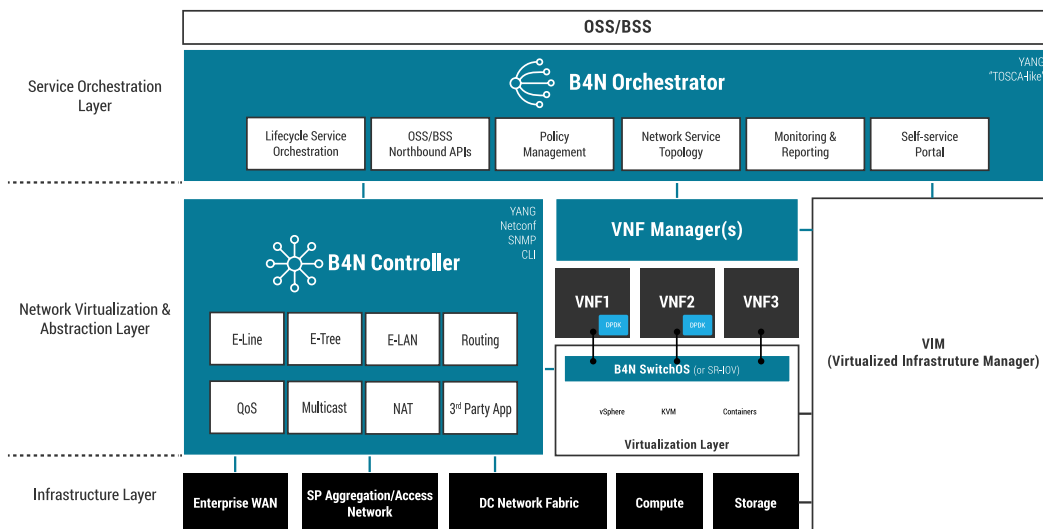 OSS/BSS
Service Orchestration
Layer
B4N Orchestrator
YANG
"TOSCA-like"
Lifecycle Service
Orchestration
OSS/BSS
Northbound APIs
Policy
Management
Network Service
Topology
Monitoring &
Reporting
Self-service
Portal
Network Virtualization &
Abstraction Layer
B4N Controller
YANG
Netconf
SNMP
CLI
E-Line
E-Tree
E-LAN
Routing
QoS
Multicast
NAT
3rd Party App
VNF Manager(s)
VNF1
DPDK
VNF2
DPDK
VNF3
B4N SwitchOS (or SR-IOV)
vSphere
KVM
Containers
Virtualization Layer
VIM
(Virtualized Infrastruture Manager)
Infrastructure Layer
Enterprise WAN
SP Aggregation/Access
Network
DC Network Fabric
Compute
Storage